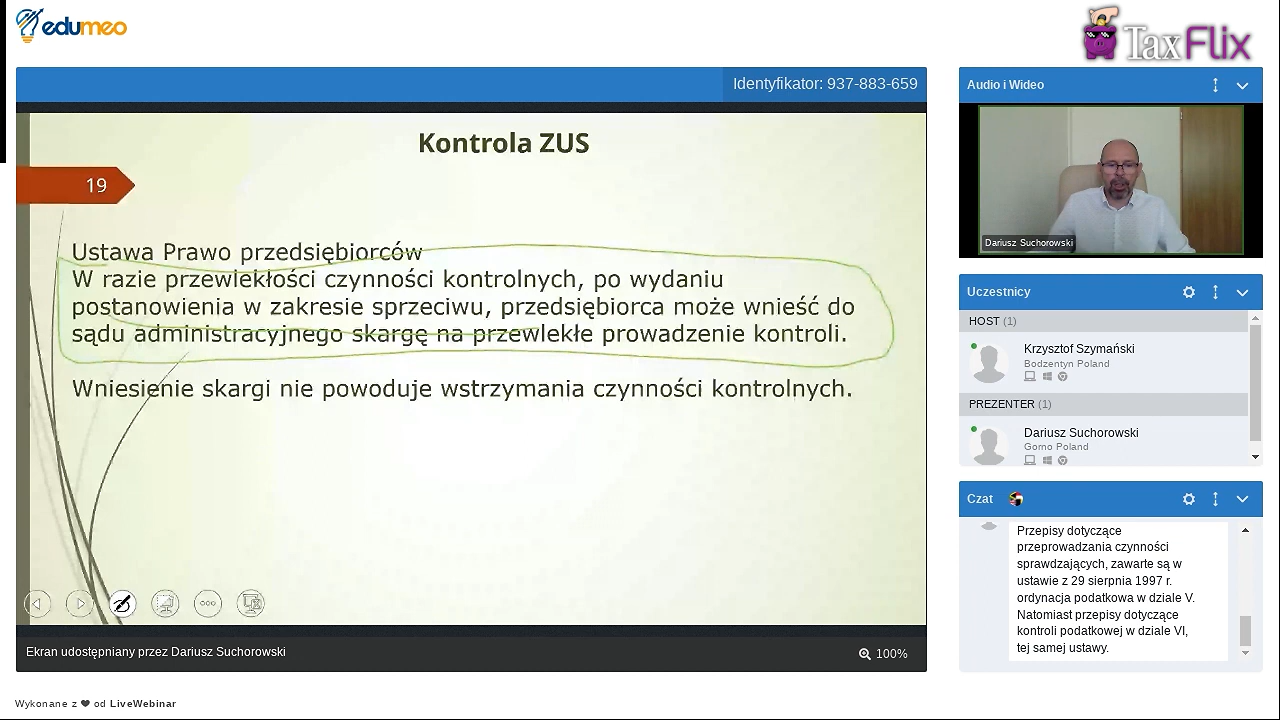 edumeo
TaxFlix
Identyfikator: 937-883-659
Kontrola ZUS
19
Ustawa Prawo przedsiębiorców
W razie przewlekłości czynności kontrolnych, po wydaniu
postanowienia w zakresie sprzeciwu, przedsiębiorca może wnieść do
sądu administracyjnego skargę na przewlekłe prowadzenie kontroli.
Wniesienie skargi nie powoduje wstrzymania czynności kontrolnych.
Ekran udostępniany przez Dariusz Suchorowski
100%
Audio i Wideo
Dariusz Suchorowski
Uczestnicy
HOST (1)
Krzysztof Szymański
Bodzentyn Poland
PREZENTER (1)
Dariusz Suchorowski
Gomo Poland
Czat
Przepisy dotyczące
przeprowadzania czynności
sprawdzających, zawarte są w
ustawie z 29 sierpnia 1997 r.
ordynacja podatkowa w dziale V.
Natomiast przepisy dotyczące
kontroli podatkowej w dziale VI,
tej samej ustawy.
Wykonane z ❤ od LiveWebinar